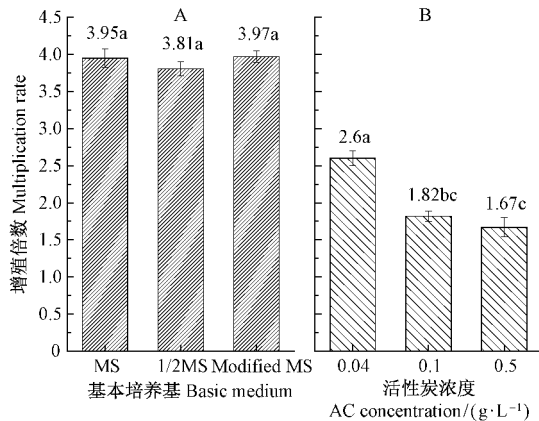 A
B
增殖倍数 Multiplication rate
4.5
4.0
3.5
3.0
2.5
2.0
1.5
1.0
0.5
0
3.95a
3.81a
3.97a
2.6a
1.82bc
1.67c
MS
1/2MS
Modified MS
0.04
0.1
0.5
基本培养基 Basic medium
活性炭浓度
AC concentration/(g·L⁻¹)